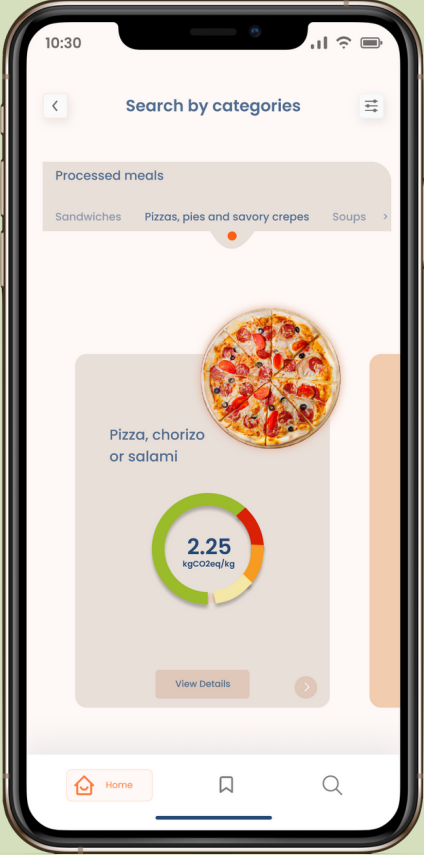 10:30
Search by categories
Processed meals
Sandwiches Pizzas, pies and savory crepes Soups
Pizza, chorizo
or salami
2.25
kgCO2eq/kg
View Details
Home